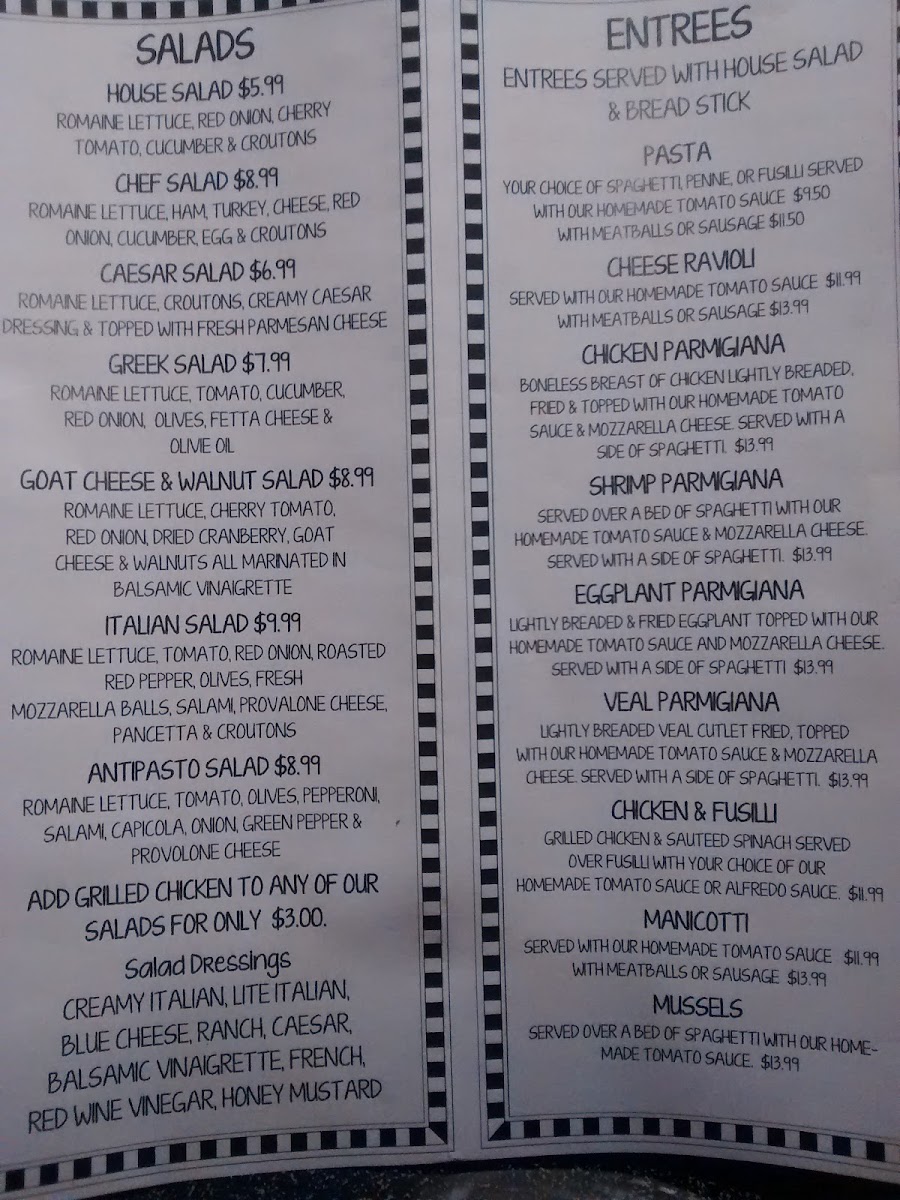 SALADS
HOUSE SALAD $5.99
ROMAINE LETTUCE, RED ONION, CHERRY
TOMATO, CUCUMBER & CROUTONS
CHEF SALAD $8.99
ROMAINE LETTUCE, HAM, TURKEY, CHEESE, RED
ONION, CUCUMBER, EGG & CROUTONS
CAESAR SALAD $6.99
ROMAINE LETTUCE, CROUTONS, CREAMY CAESAR
DRESSING & TOPPED WITH FRESH PARMESAN CHEESE
GREEK SALAD $7.99
ROMAINE LETTUCE, TOMATO, CUCUMBER,
RED ONION, OLIVES, FETTA CHEESE &
OLIVIE OIL
GOAT CHEESE & WALNUT SALAD $8.99
ROMAINE LETTUCE, CHERRY TOMATO,
RED ONION, DRIED CRANBERRY, GOAT
CHEESE & WALNUTS ALL MARINATED IN
BALSAMIC VINAIGRETTE
ITALIAN SALAD $9.99
ROMAINE LETTUCE, TOMATO, RED ONION, ROASTED
RED PEPPER, OLIVES, FRESH
MOZZARELLA BALLS, SALAMI, PROVALONE CHEESE,
PANCETTA & CROUTONS
ANTIPASTO SALAD $8.99
ROMAINE LETTUCE, TOMATO, OLIVES, PEPPERONI,
SALAMI, CAPICOLA, ONION, GREEN PEPPER &
PROVOLONE CHEESE
ADD GRILLED CHICKEN TO ANY OF OUR
SALADS FOR ONLY $3.00.
Salad Dressings
CREAMY ITALIAN, LITE ITALIAN,
BLUE CHEESE, RANCH, CAESAR,
BALSAMIC VINAIGRETTE, FRENCH,
RED WINE VINEGAR, HONEY MUSTARD
ENTREES
ENTREES SERVED WITH HOUSE SALAD
& BREAD STICK
PASTA
YOUR CHOICE OF SPAGHETTI, PENNE, OR FUSILLI SERVED
WITH OUR HOMEMADE TOMATO SAUCE $9.50
WITH MEATBALLS OR SAUSAGE $11.50
CHEESE RAVIOLI
SERVED WITH OUR HOMEMADE TOMATO SAUCE $11.99
WITH MEATBALLS OR SAUSAGE $13.99
CHICKEN PARMIGIANA
BONELESS BREAST OF CHICKEN LIGHTLY BREADED,
FRIED & TOPPED WITH OUR HOMEMADE TOMATO
SAUCE & MOZZARELLA CHEESE. SERVED WITH A
SIDE OF SPAGHETTI. $13.99
SHRIMP PARMIGIANA
SERVED OVER A BED OF SPAGHETTI WITH OUR
HOMEMADE TOMATO SAUCE & MOZZARELLA CHEESE.
SERVED WITH A SIDE OF SPAGHETTI. $13.99
EGGPLANT PARMIGIANA
LIGHTLY BREADED & FRIED EGGPLANT TOPPED WITH OUR
HOMEMADE TOMATO SAUCE AND MOZZARELLA CHEESE.
SERVED WITH A SIDE OF SPAGHETTI $13.99
VEAL PARMIGIANA
LIGHTLY BREADED VEAL CUTLET FRIED, TOPPED
WITH OUR HOMEMADE TOMATO SAUCE & MOZZARELLA
CHEESE. SERVED WITH A SIDE OF SPAGHETTI. $13.99
CHICKEN & FUSILLI
GRILLED CHICKEN & SAUTEED SPINACH SERVED
OVER FUSILLI WITH YOUR CHOICE OF OUR
HOMEMADE TOMATO SAUCE OR ALFREDO SAUCE. $11.99
MANICOTTI
SERVED WITH OUR HOMEMADE TOMATO SAUCE $11.99
WITH MEATBALLS OR SAUSAGE $13.99
MUSSELS
SERVED OVER A BED OF SPAGHETTI WITH OUR HOME-
MADE TOMATO SAUCE. $13.99